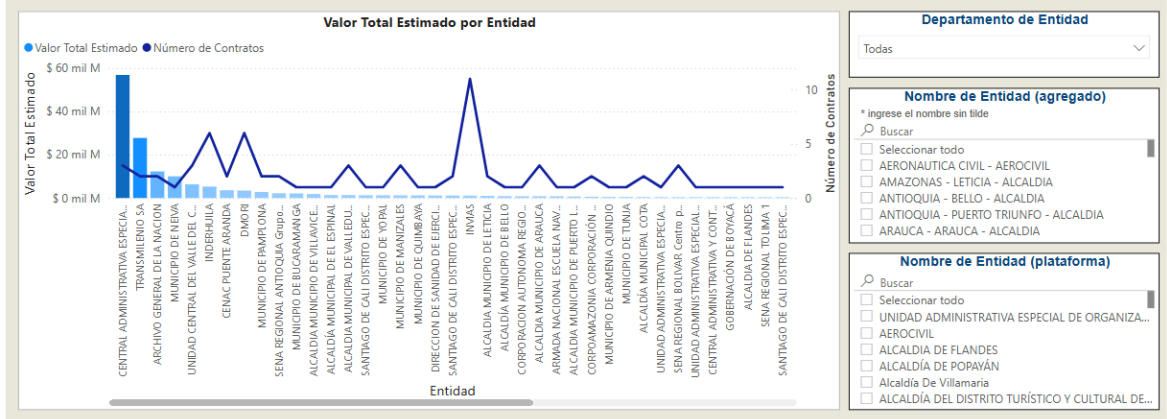 Valor Total Estimado por Entidad
Valor Total Estimado Número de Contratos
Valor Total Estimado
$ 60 mil M
$ 40 mil M
$ 20 mil M
$ 0 mil M
10
5
0
Número de Contratos
CENTRAL ADMINISTRATIVA ESPECIA...
TRANSMILENIO SA
ARCHIVO GENERAL DE LA NACION
MUNICIPIO DE NEIVA
UNIDAD CENTRAL DEL VALLE DEL C...
INDERHUILA
CENAC PUENTE ARANDA
DMORI
MUNICIPIO DE PAMPLONA
SENA REGIONAL ANTIOQUIA Grupo...
MUNICIPIO DE BUCARAMANGA
ALCALDIA MUNICIPIO DE VILLAVICE...
ALCALDÍA MUNICIPAL DE EL ESPINAL
ALCALDIA MUNICIPAL DE VALLEDU...
SANTIAGO DE CALI DISTRITO ESPEC...
MUNICIPIO DE YOPAL
MUNICIPIO DE MANIZALES
MUNICIPIO DE QUIMBAYA
DIRECCION DE SANIDAD DE EJERCI...
SANTIAGO DE CALI DISTRITO ESPEC...
INVIAS
ALCALDIA MUNICIPIO DE LETICIA
ALCALDÍA MUNICIPIO DE BELLO
CORPORACION AUTONOMA REGIO...
ALCALDIA MUNICIPIO DE ARAUCA
ARMADA NACIONAL ESCUELA NAV...
ALCALDIA MUNICIPIO DE PUERTO L...
CORPOAMAZONIA CORPORACIÓN ...
MUNICIPIO DE ARMENIA QUINDIO
MUNICIPIO DE TUNJA
ALCALDÍA MUNICIPAL COTA
UNIDAD ADMINISTRATIVA ESPECIA...
SENA REGIONAL BOLIVAR Centro p...
UNIDAD ADMINISTRATIVA ESPECIAL...
CENTRAL ADMINISTRATIVA Y CONT...
GOBERNACIÓN DE BOYACÁ
ALCALDIA DE FLANDES
SENA REGIONAL TOLIMA 1
SANTIAGO DE CALI DISTRITO ESPEC...
Entidad
Departamento de Entidad
Todas
Nombre de Entidad (agregado)
* ingrese el nombre sin tilde
Buscar
Seleccionar todo
AERONAUTICA CIVIL - AEROCIVIL
AMAZONAS - LETICIA - ALCALDIA
ANTIOQUIA - BELLO - ALCALDIA
ANTIOQUIA - PUERTO TRIUNFO - ALCALDIA
ARAUCA - ARAUCA - ALCALDIA
Nombre de Entidad (plataforma)
Buscar
Seleccionar todo
UNIDAD ADMINISTRATIVA ESPECIAL DE ORGANIZA...
AEROCIVIL
ALCALDIA DE FLANDES
ALCALDÍA DE POPAYÁN
Alcaldía De Villamaria
ALCALDÍA DEL DISTRITO TURÍSTICO Y CULTURAL DE...